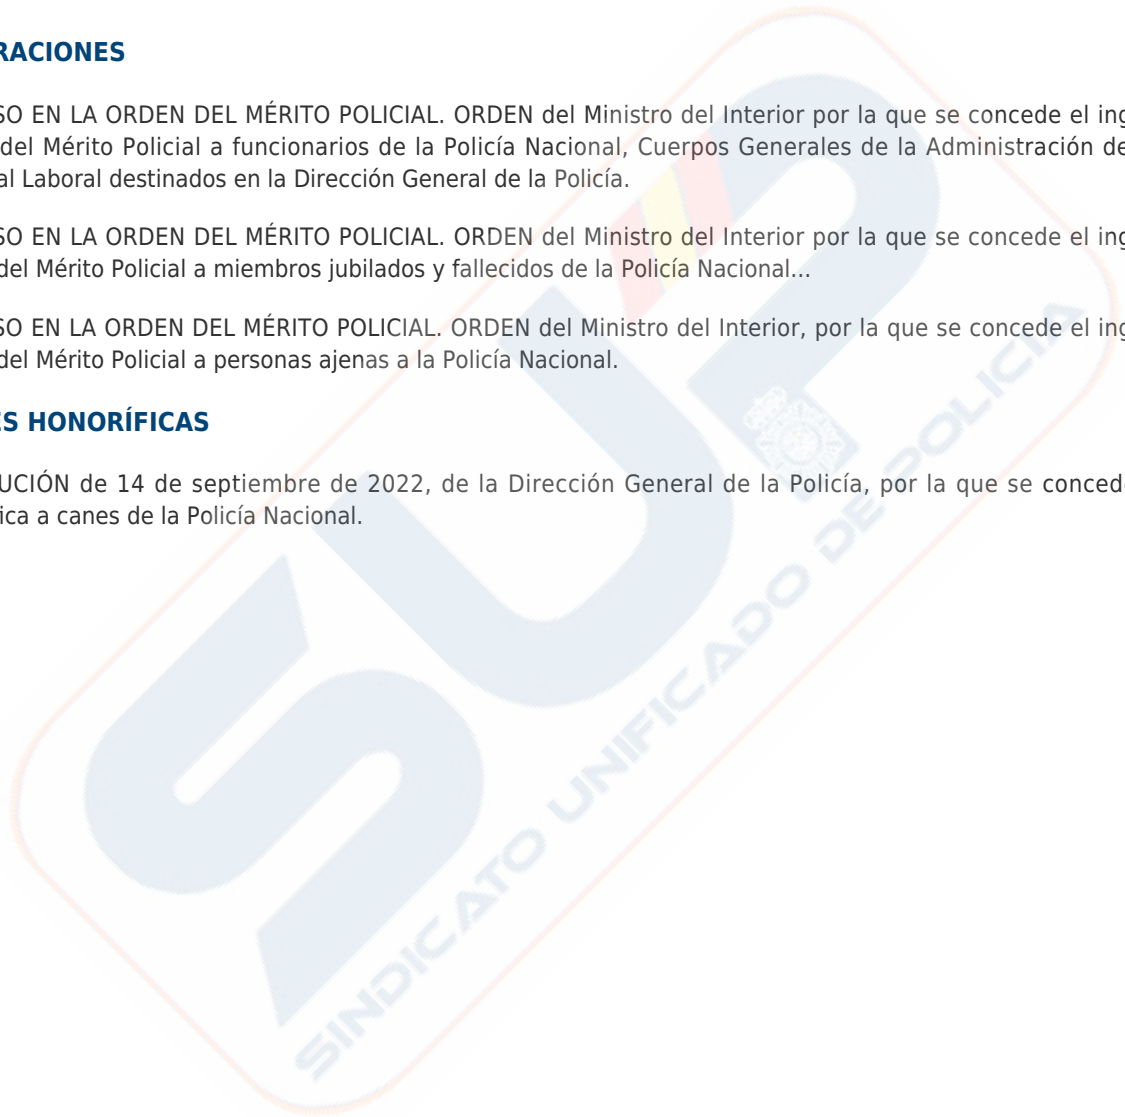 RACIONES
SO EN LA ORDEN DEL MÉRITO POLICIAL. ORDEN del Ministro del Interior por la que se concede el ing
del Mérito Policial a funcionarios de la Policía Nacional, Cuerpos Generales de la Administración de
al Laboral destinados en la Dirección General de la Policía.
SO EN LA ORDEN DEL MÉRITO POLICIAL. ORDEN del Ministro del Interior por la que se concede el ing
del Mérito Policial a miembros jubilados y fallecidos de la Policía Nacional...
SO EN LA ORDEN DEL MÉRITO POLICIAL. ORDEN del Ministro del Interior, por la que se concede el ing
del Mérito Policial a personas ajenas a la Policía Nacional.
ES HONORÍFICAS
UCIÓN de 14 de septiembre de 2022, de la Dirección General de la Policía, por la que se concede
fica a canes de la Policía Nacional.
SUP
SINDICATO UNIFICADO DE POLICIA